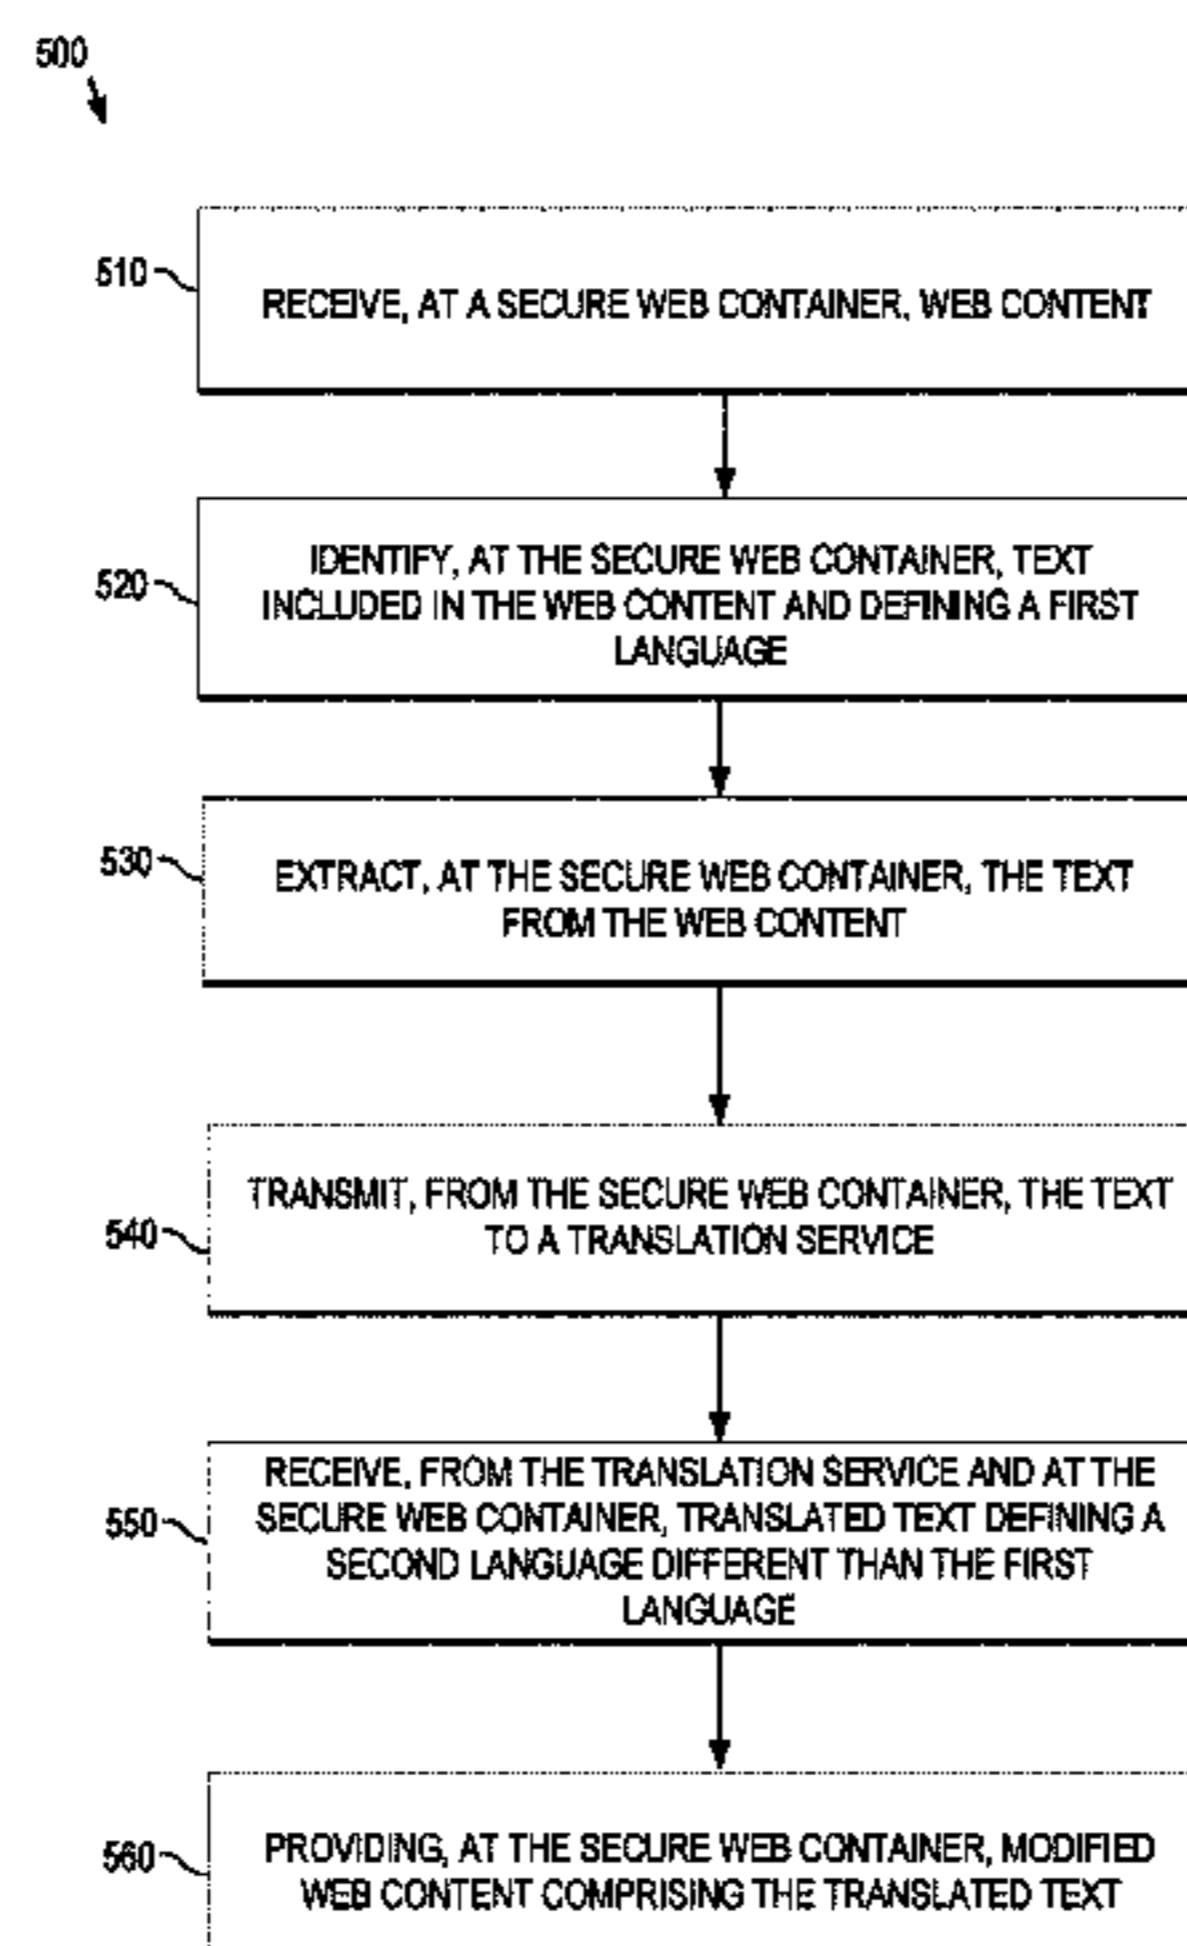 500
510
RECEIVE, AT A SECURE WEB CONTAINER, WEB CONTENT
520
IDENTIFY, AT THE SECURE WEB CONTAINER, TEXT
INCLUDED IN THE WEB CONTENT AND DEFINING A FIRST
LANGUAGE
530
EXTRACT, AT THE SECURE WEB CONTAINER, THE TEXT
FROM THE WEB CONTENT
540
TRANSMIT, FROM THE SECURE WEB CONTAINER, THE TEXT
TO A TRANSLATION SERVICE
550
RECEIVE, FROM THE TRANSLATION SERVICE AND AT THE
SECURE WEB CONTAINER, TRANSLATED TEXT DEFINING A
SECOND LANGUAGE DIFFERENT THAN THE FIRST
LANGUAGE
560
PROVIDING, AT THE SECURE WEB CONTAINER, MODIFIED
WEB CONTENT COMPRISING THE TRANSLATED TEXT